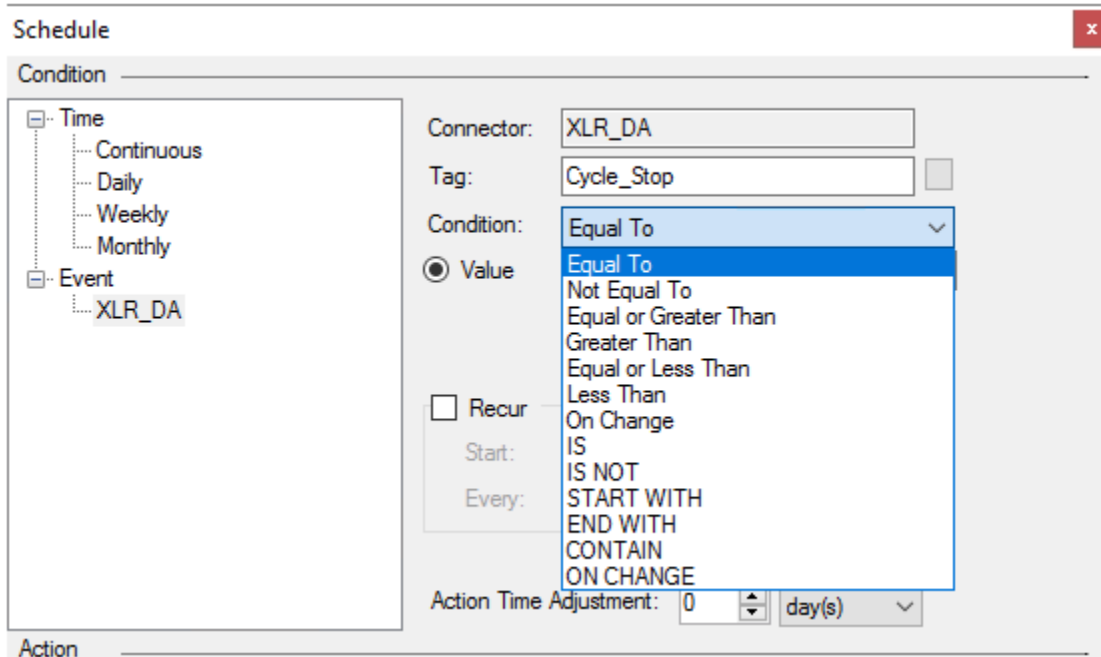 Schedule
x
Condition
Time
Continuous
Daily
Weekly
Monthly
Event
XLR_DA
Connector: XLR_DA
Tag: Cycle_Stop
Condition: Equal To
Value
Equal To
Not Equal To
Equal or Greater Than
Greater Than
Equal or Less Than
Less Than
On Change
IS
IS NOT
START WITH
END WITH
CONTAIN
ON CHANGE
Recur
Start:
Every:
Action Time Adjustment: 0 day(s)
Action